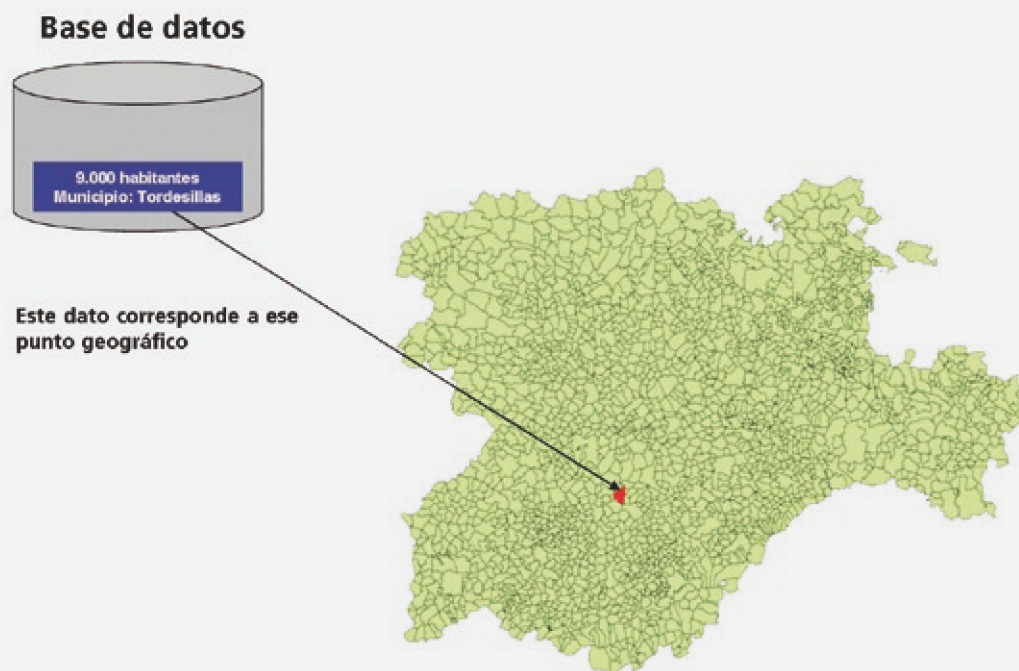 Base de datos
9.000 habitantes
Municipio: Tordesillas
Este dato corresponde a ese
punto geográfico